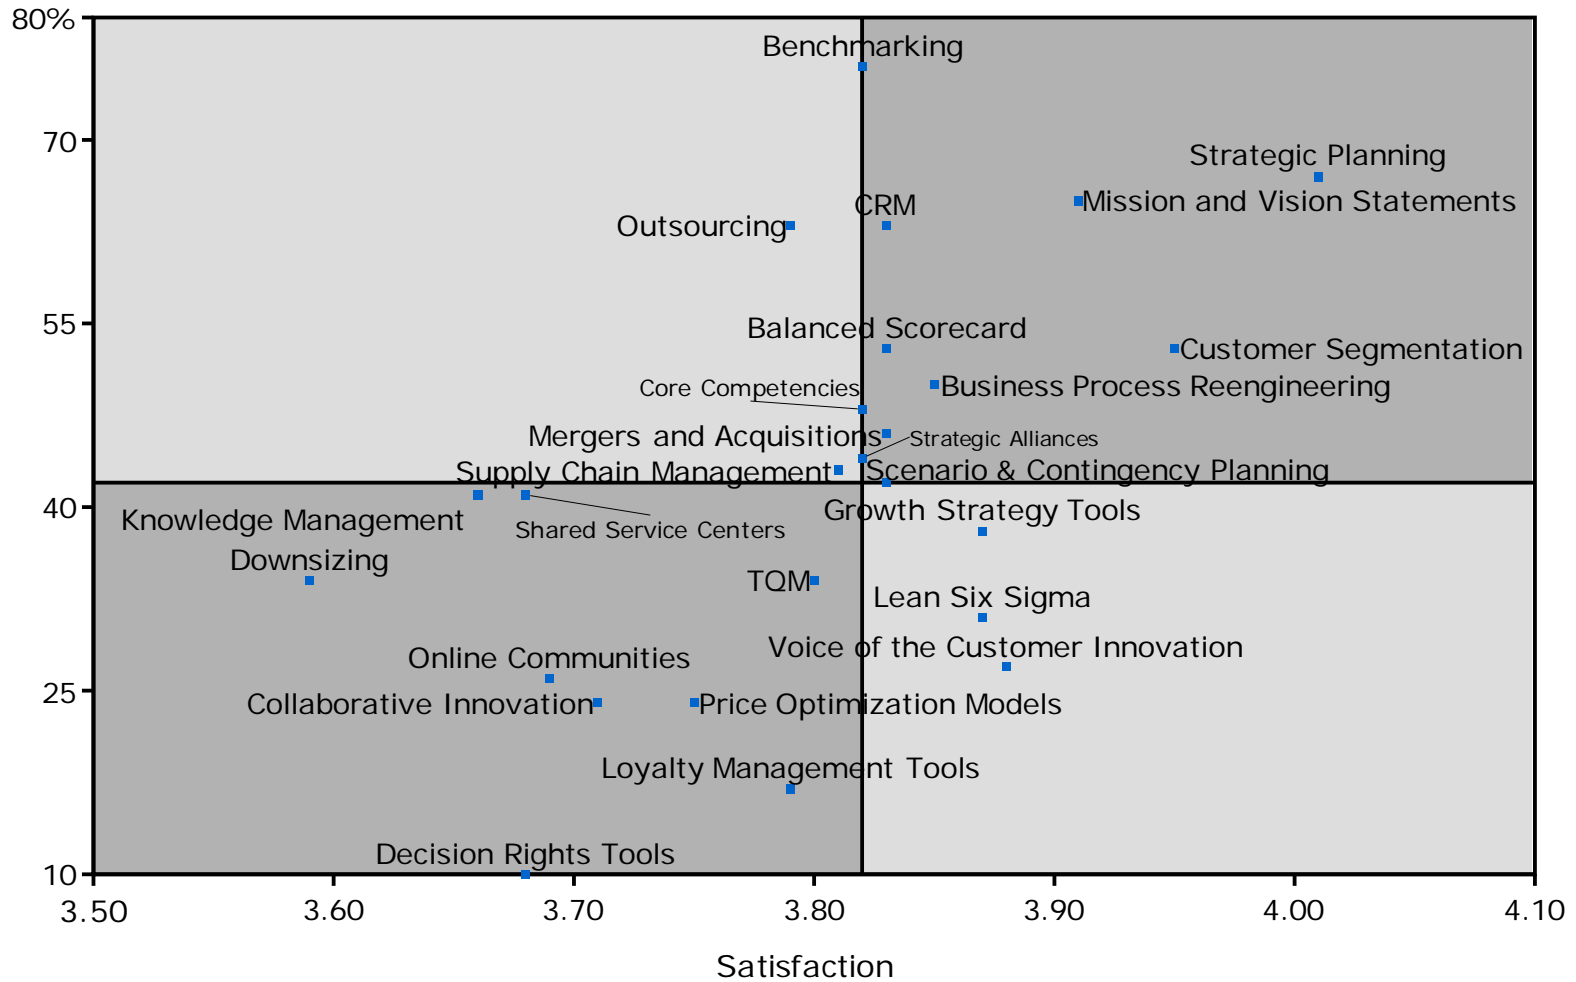 80%
Benchmarking
70
Strategic Planning
Mission and Vision Statements
CRM
Outsourcing
55
Balanced Scorecard
Customer Segmentation
Core Competencies
Business Process Reengineering
Mergers and Acquisitions
Strategic Alliances
Supply Chain Management
Scenario & Contingency Planning
40
Growth Strategy Tools
Knowledge Management
Shared Service Centers
Downsizing
TQM
Lean Six Sigma
Voice of the Customer Innovation
Online Communities
25
Collaborative Innovation
Price Optimization Models
Loyalty Management Tools
Decision Rights Tools
10
3.50 3.60 3.70 3.80 3.90 4.00 4.10
Satisfaction